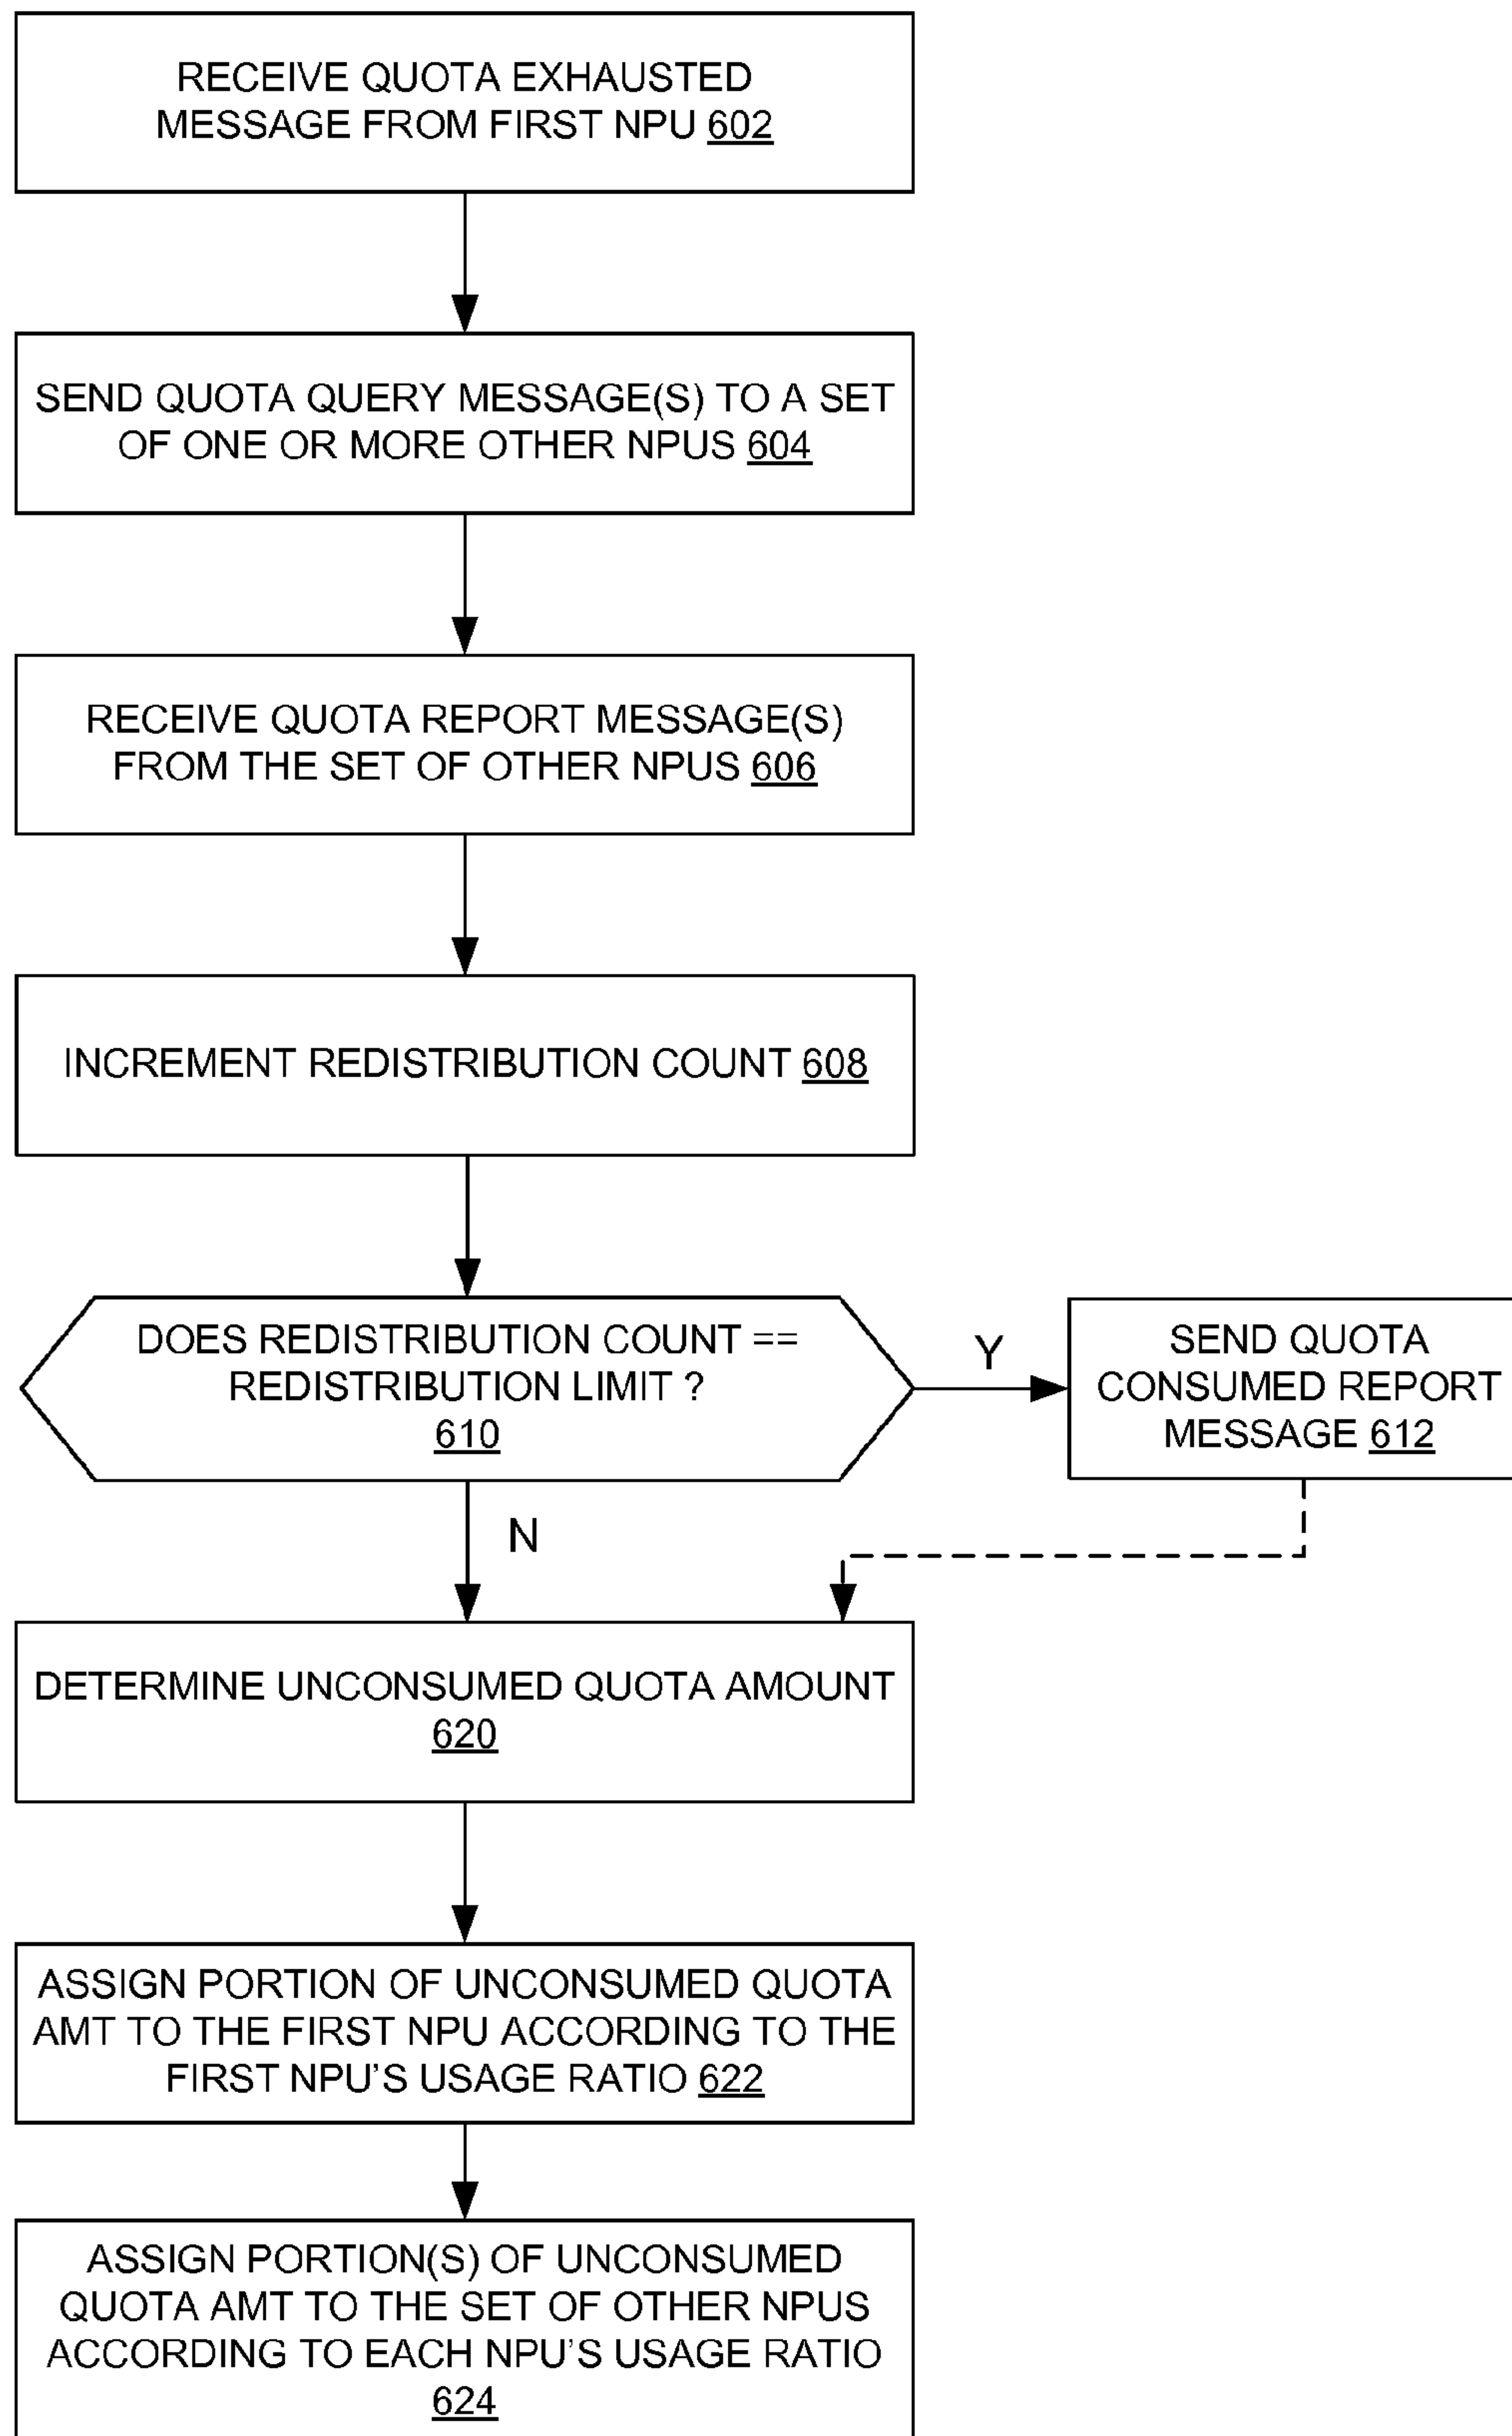 RECEIVE QUOTA EXHAUSTED
MESSAGE FROM FIRST NPU 602
SEND QUOTA QUERY MESSAGE(S) TO A SET
OF ONE OR MORE OTHER NPUS 604
RECEIVE QUOTA REPORT MESSAGE(S)
FROM THE SET OF OTHER NPUS 606
INCREMENT REDISTRIBUTION COUNT 608
DOES REDISTRIBUTION COUNT ==
REDISTRIBUTION LIMIT ?
610
Y
SEND QUOTA
CONSUMED REPORT
MESSAGE 612
N
DETERMINE UNCONSUMED QUOTA AMOUNT
620
ASSIGN PORTION OF UNCONSUMED QUOTA
AMT TO THE FIRST NPU ACCORDING TO THE
FIRST NPU'S USAGE RATIO 622
ASSIGN PORTION(S) OF UNCONSUMED
QUOTA AMT TO THE SET OF OTHER NPUS
ACCORDING TO EACH NPU'S USAGE RATIO
624